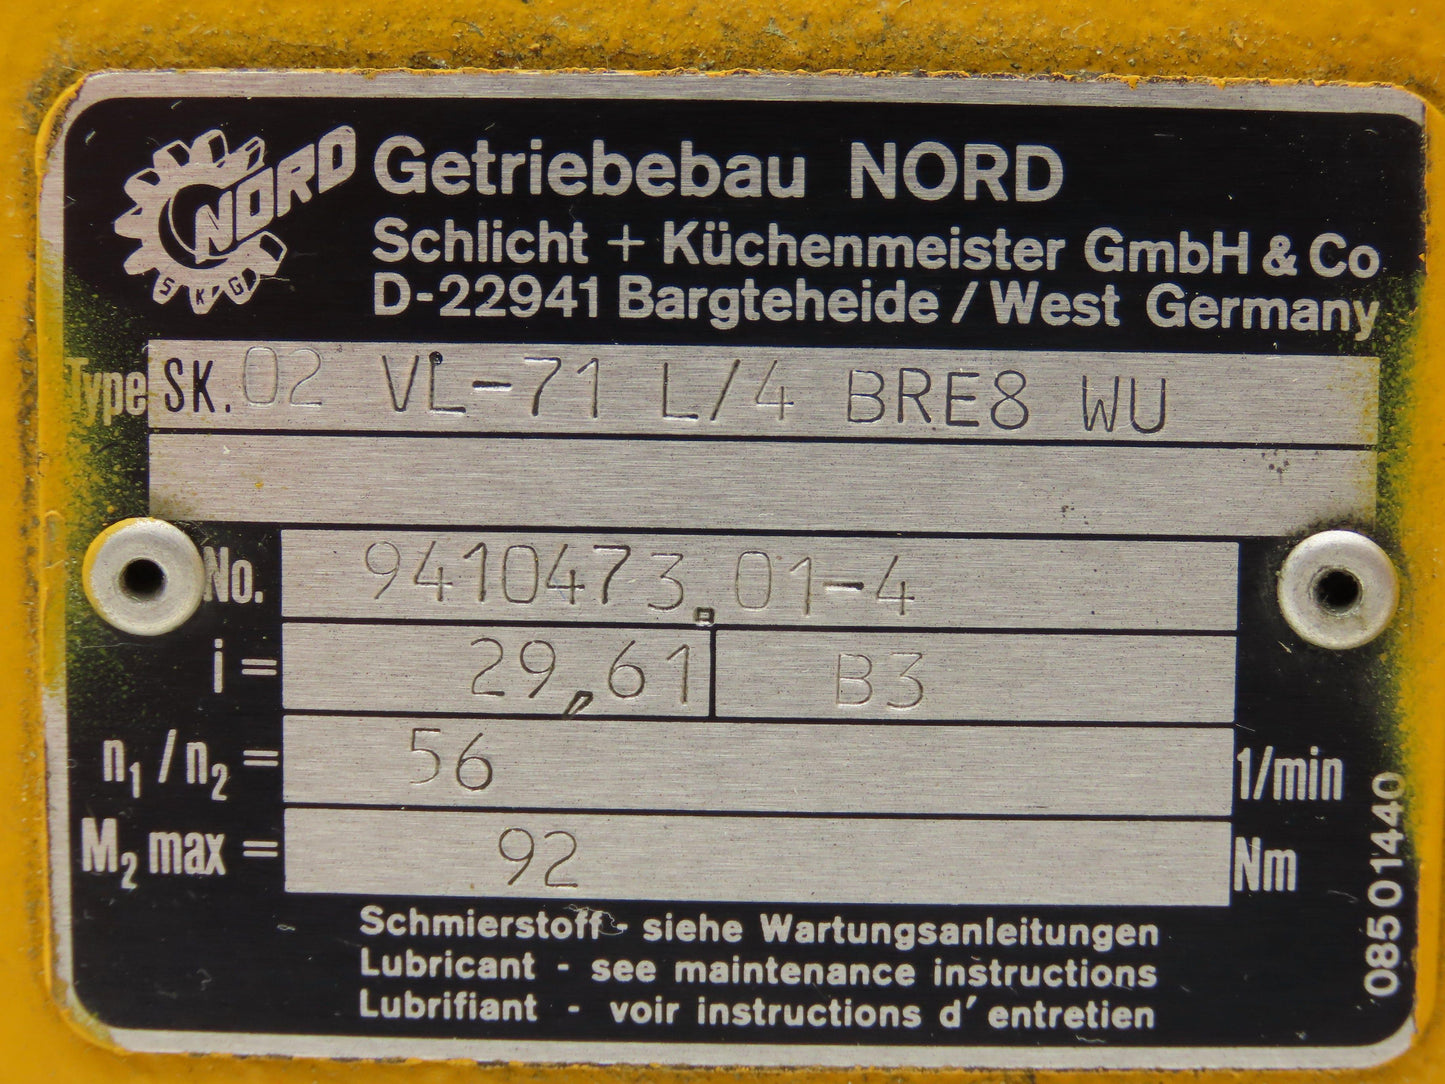 NORD
SKG
Getriebebau NORD
Schlicht + Küchenmeister GmbH & Co
D-22941 Bargteheide / West Germany
Type SK. 02 VL-71 L/4 BRE8 WU
No. 9410473.01-4
i = 29,61 B3
n1 / n2 = 56 1/min
M2 max = 92 Nm
Schmierstoff - siehe Wartungsanleitungen
Lubricant - see maintenance instructions
Lubrifiant - voir instructions d' entretien
08501440